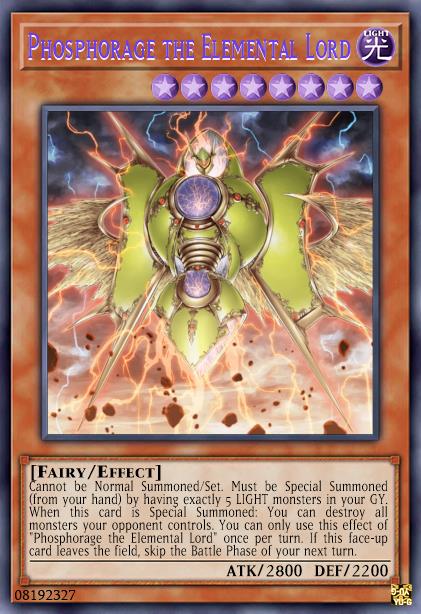 Phosphorage the Elemental Lord
LIGHT
光
[Fairy/Effect]
Cannot be Normal Summoned/Set. Must be Special Summoned
(from your hand) by having exactly 5 LIGHT monsters in your GY.
When this card is Special Summoned: You can destroy all
monsters your opponent controls. You can only use this effect of
"Phosphorage the Elemental Lord" once per turn. If this face-up
card leaves the field, skip the Battle Phase of your next turn.
ATK/2800 DEF/2200
08192327